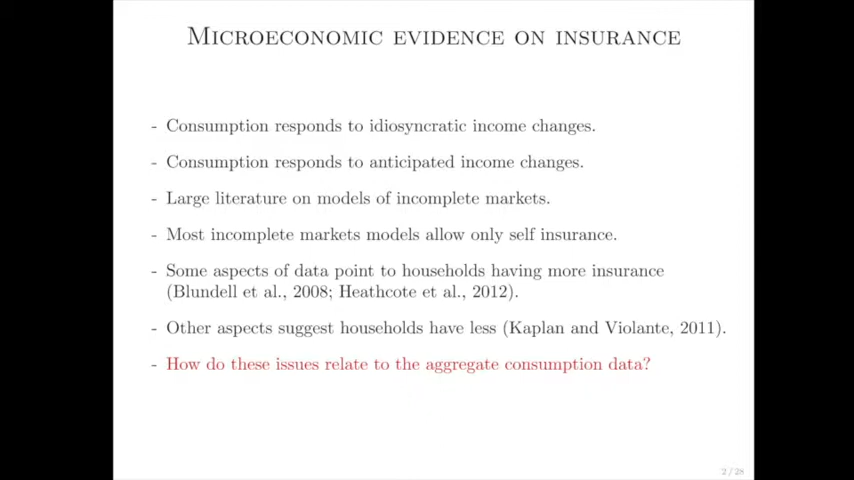 Microeconomic evidence on insurance
- Consumption responds to idiosyncratic income changes.
- Consumption responds to anticipated income changes.
- Large literature on models of incomplete markets.
- Most incomplete markets models allow only self insurance.
- Some aspects of data point to households having more insurance
(Blundell et al., 2008; Heathcote et al., 2012).
- Other aspects suggest households have less (Kaplan and Violante, 2011).
- How do these issues relate to the aggregate consumption data?
2 / 28